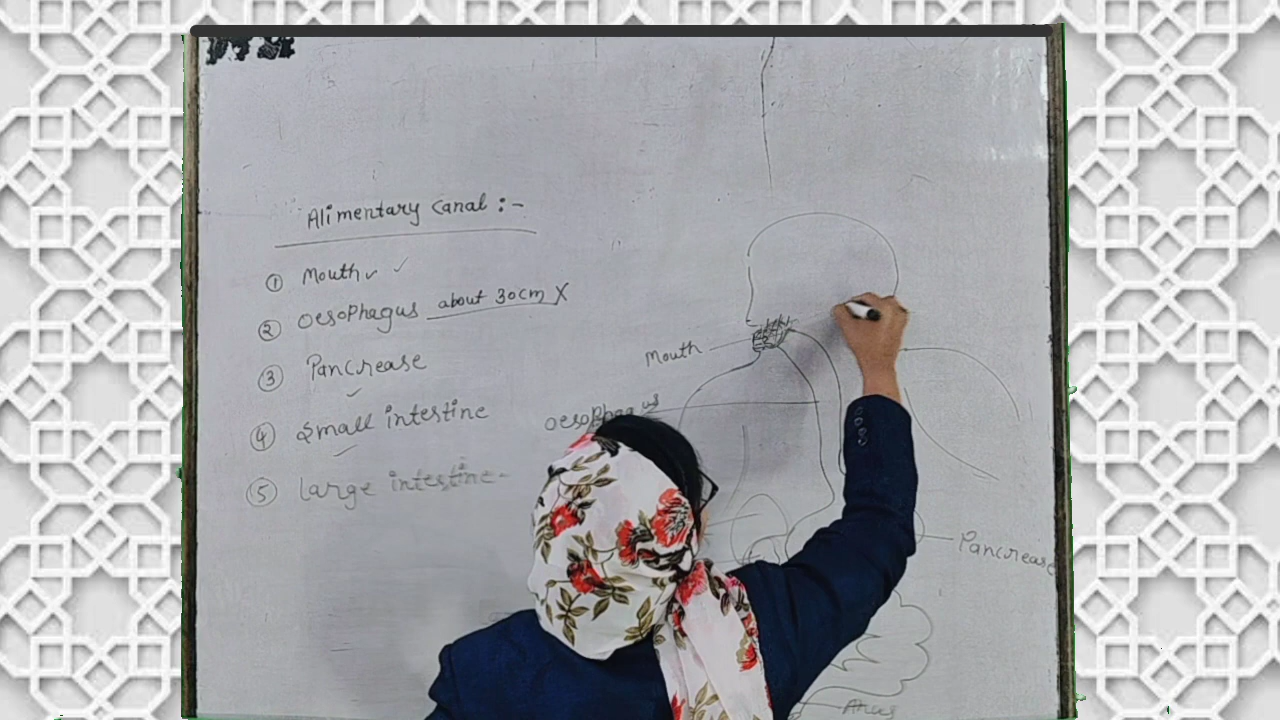 Alimentary Canal :-
① Mouth ✓ ✓
② Oesophagus about 30cm X
③ Pancrease
④ Small intestine
⑤ Large intestine -
Mouth
Oesophagus
Pancrease
Anus